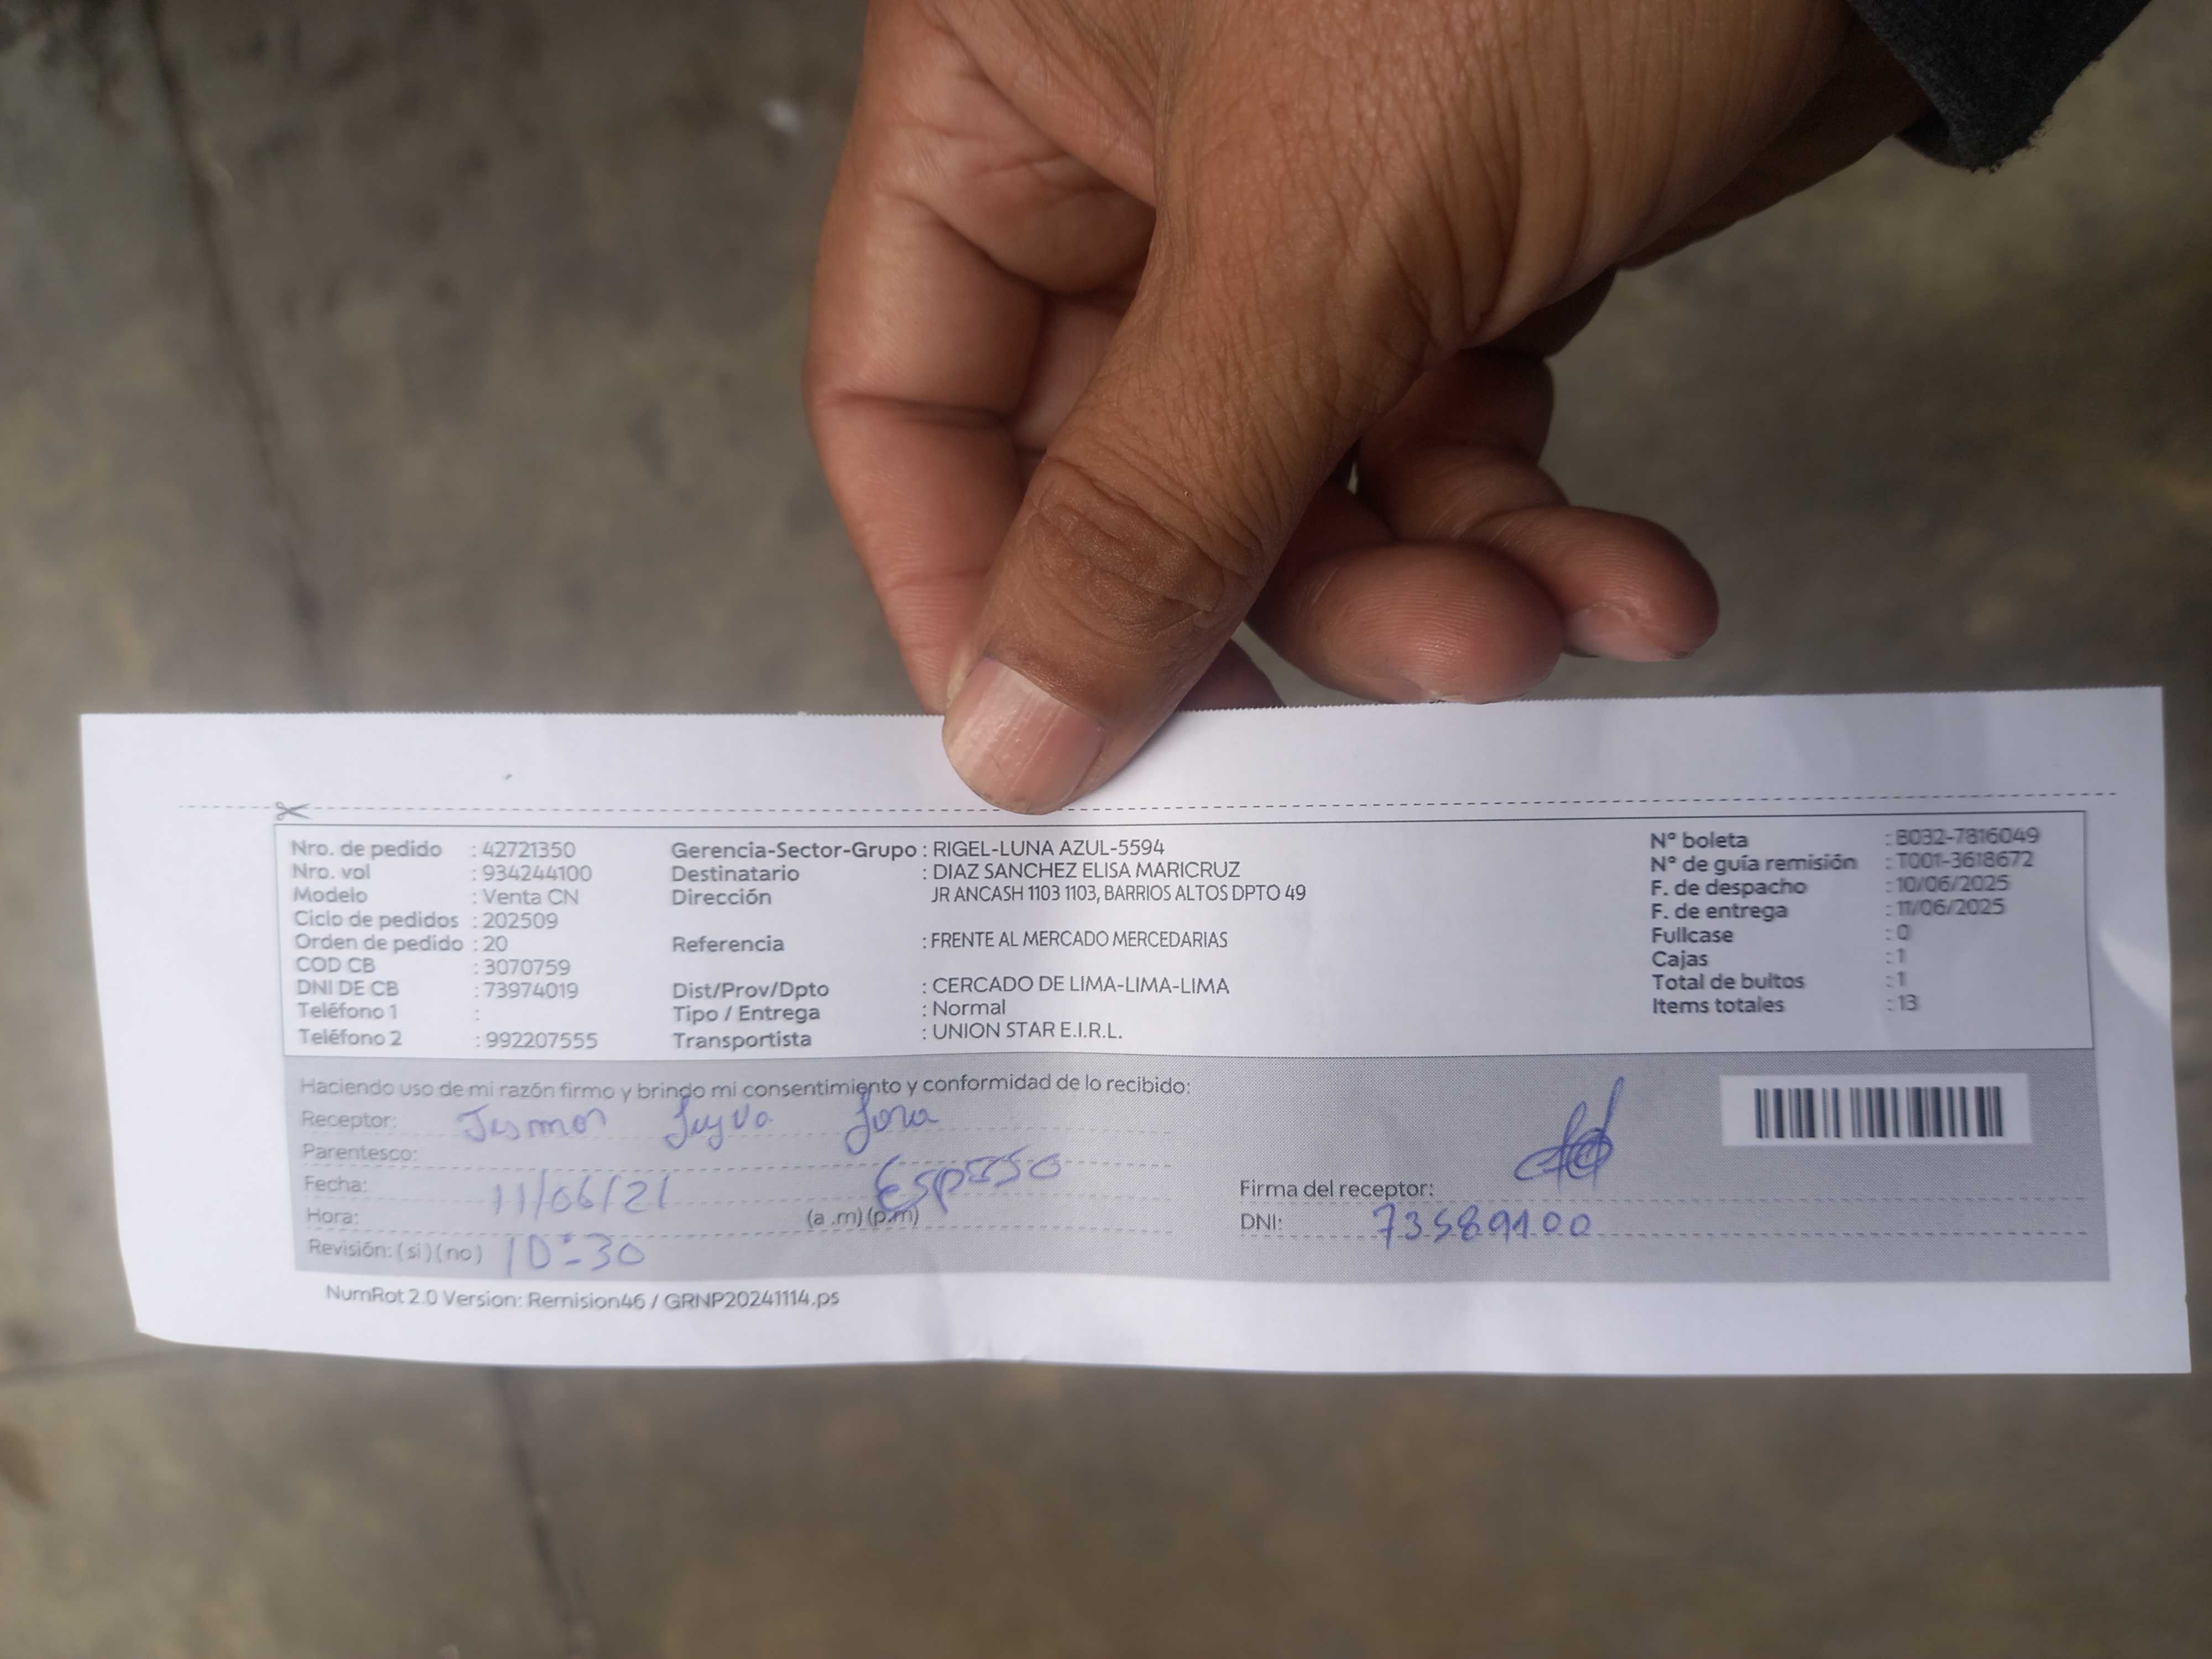 Nro. de pedido : 42721350
Nro. vol : 934244100
Modelo : Venta CN
Ciclo de pedidos : 202509
Orden de pedido : 20
COD CB : 3070759
DNI DE CB : 73974019
Teléfono 1 :
Teléfono 2 : 992207555
Gerencia-Sector-Grupo : RIGEL-LUNA AZUL-5594
Destinatario : DIAZ SANCHEZ ELISA MARICRUZ
Dirección JR ANCASH 1103 1103, BARRIOS ALTOS DPTO 49
Referencia : FRENTE AL MERCADO MERCEDARIAS
Dist/Prov/Dpto : CERCADO DE LIMA-LIMA-LIMA
Tipo / Entrega : Normal
Transportista : UNION STAR E.I.R.L.
N° boleta : B032-7816049
N° de guía remisión : T001-3618672
F. de despacho : 10/06/2025
F. de entrega : 11/06/2025
Fullcase : 0
Cajas : 1
Total de bultos : 1
Items totales : 13
Haciendo uso de mi razón firmo y brindo mi consentimiento y conformidad de lo recibido:
Receptor:
Parentesco: Esposo
Fecha: 11/06/21
Hora: (a .m) (p.m)
Revisión: ( si ) ( no ) 10:30
Firma del receptor:
DNI: 73589100
NumRot 2.0 Version: Remision46 / GRNP20241114.ps